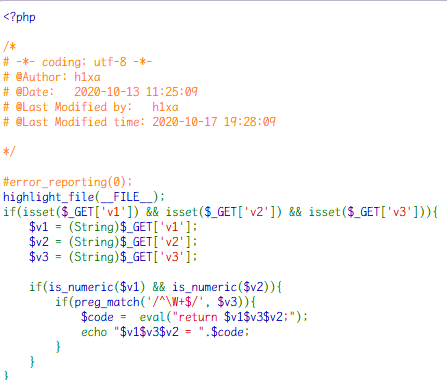 <?php
/*
# -*- coding: utf-8 -*-
# @Author: h1xa
# @Date:   2020-10-13 11:25:09
# @Last Modified by:   h1xa
# @Last Modified time: 2020-10-17 19:28:09
*/
#error_reporting(0);
highlight_file(__FILE__);
if(isset($_GET['v1']) && isset($_GET['v2']) && isset($_GET['v3'])){
    $v1 = (String)$_GET['v1'];
    $v2 = (String)$_GET['v2'];
    $v3 = (String)$_GET['v3'];
    if(is_numeric($v1) && is_numeric($v2)){
        if(preg_match('/^\W+$/', $v3)){
            $code =  eval("return $v1$v3$v2;");
            echo "$v1$v3$v2 = ".$code;
        }
    }
}